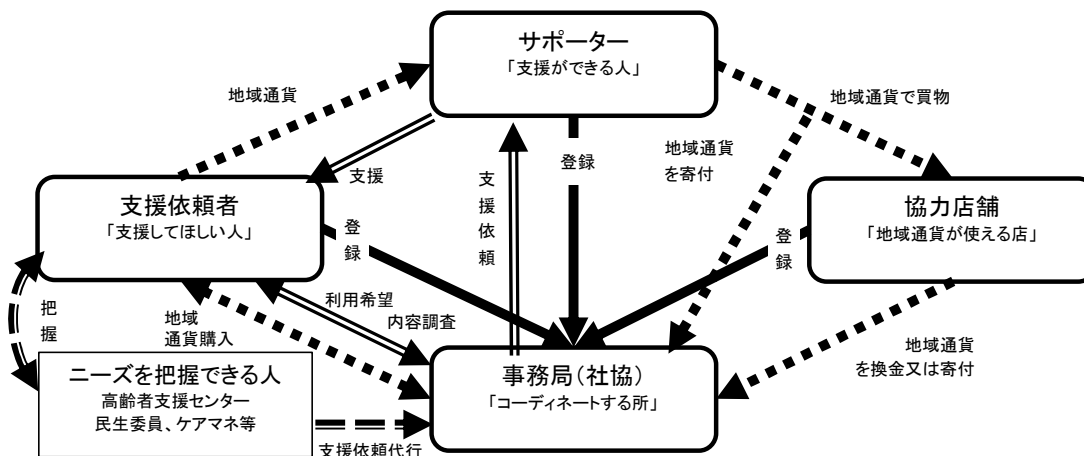 サポーター
「支援ができる人」
地域通貨
地域通貨で買物
支援
登録
地域通貨
を寄付
支援依頼
支援依頼者
「支援してほしい人」
登録
協力店舗
「地域通貨が使える店」
登録
把握
利用希望
内容調査
地域
通貨購入
事務局（社協）
「コーディネートする所」
地域通貨
を換金又は寄付
ニーズを把握できる人
高齢者支援センター
民生委員、ケアマネ等
支援依頼代行